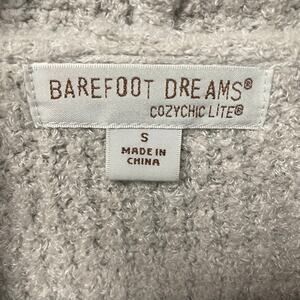 BAREFOOT DREAMS®
COZYCHIC LITE®
S
MADE IN
CHINA